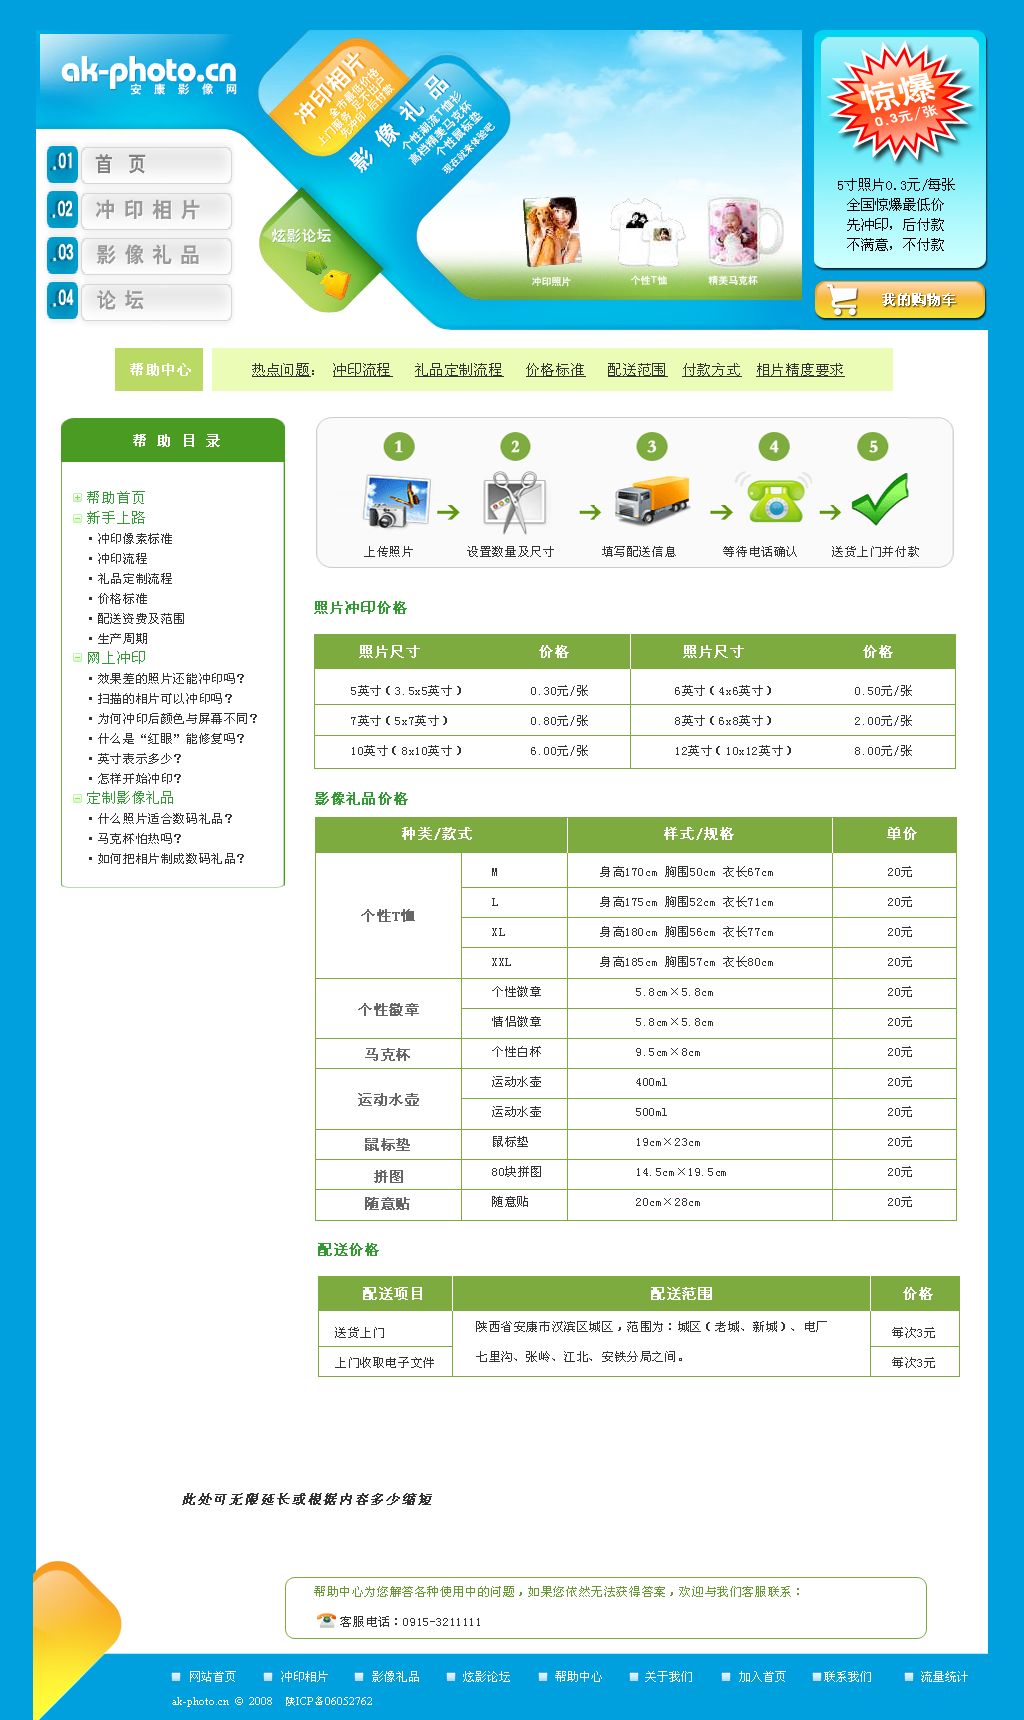 ak-photo.cn
安康影像网
冲印相片
全市最低价格
上门服务 足不出户
先冲印 后付款
影像礼品
个性潮流T恤衫
高档精美马克杯
个性鼠标垫
现在就来体验吧
惊爆
0.3元/张
5寸照片0.3元/每张
全国惊爆最低价
先冲印，后付款
不满意，不付款
我的购物车
.01 首 页
.02 冲印相片
.03 影像礼品
.04 论坛
炫影论坛
冲印照片
个性T恤
精美马克杯
帮助中心
热点问题： 冲印流程 礼品定制流程 价格标准 配送范围 付款方式 相片精度要求
帮 助 目 录
帮助首页
新手上路
冲印像素标准
冲印流程
礼品定制流程
价格标准
配送资费及范围
生产周期
网上冲印
效果差的照片还能冲印吗?
扫描的相片可以冲印吗?
为何冲印后颜色与屏幕不同?
什么是“红眼”能修复吗?
英寸表示多少?
怎样开始冲印?
定制影像礼品
什么照片适合数码礼品?
马克杯怕热吗?
如何把相片制成数码礼品?
1 2 3 4 5
上传照片 设置数量及尺寸 填写配送信息 等待电话确认 送货上门并付款
照片冲印价格
照片尺寸 价格 照片尺寸 价格
5英寸（3.5x5英寸） 0.30元/张 6英寸（4x6英寸） 0.50元/张
7英寸（5x7英寸） 0.80元/张 8英寸（6x8英寸） 2.00元/张
10英寸（8x10英寸） 6.00元/张 12英寸（10x12英寸） 8.00元/张
影像礼品价格
种类/款式 样式/规格 单价
个性T恤 M 身高170cm 胸围50cm 衣长67cm 20元
L 身高175cm 胸围52cm 衣长71cm 20元
XL 身高180cm 胸围56cm 衣长77cm 20元
XXL 身高185cm 胸围57cm 衣长80cm 20元
个性徽章 个性徽章 5.8cm×5.8cm 20元
情侣徽章 5.8cm×5.8cm 20元
马克杯 个性白杯 9.5cm×8cm 20元
运动水壶 运动水壶 400ml 20元
运动水壶 500ml 20元
鼠标垫 鼠标垫 19cm×23cm 20元
拼图 80块拼图 14.5cm×19.5cm 20元
随意贴 随意贴 20cm×28cm 20元
配送价格
配送项目 配送范围 价格
送货上门 陕西省安康市汉滨区城区，范围为：城区（老城、新城）、电厂 每次3元
上门收取电子文件 七里沟、张岭、江北、安铁分局之间。 每次3元
此处可无限延长或根据内容多少缩短
帮助中心为您解答各种使用中的问题，如果您依然无法获得答案，欢迎与我们客服联系：
客服电话：0915-3211111
网站首页 冲印相片 影像礼品 炫影论坛 帮助中心 关于我们 加入首页 联系我们 流量统计
ak-photo.cn © 2008 陕ICP备06052762